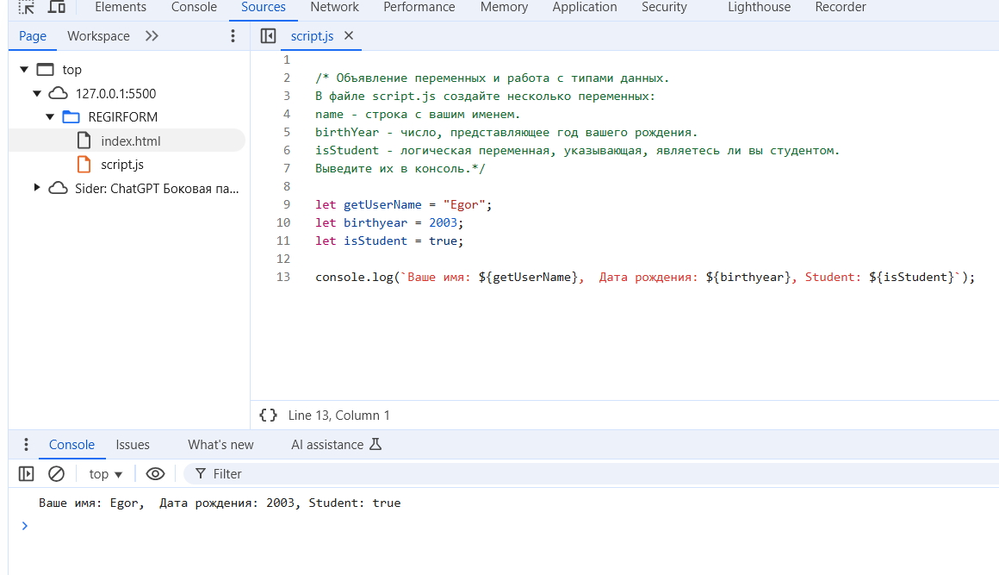 Elements Console Sources Network Performance Memory Application Security Lighthouse Recorder
Page Workspace
script.js
top
127.0.0.1:5500
REGIRFORM
index.html
script.js
Sider: ChatGPT Боковая па...
1
2 /* Объявление переменных и работа с типами данных.
3 В файле script.js создайте несколько переменных:
4 name - строка с вашим именем.
5 birthYear - число, представляющее год вашего рождения.
6 isStudent - логическая переменная, указывающая, являетесь ли вы студентом.
7 Выведите их в консоль.*/
8
9 let getUserName = "Egor";
10 let birthyear = 2003;
11 let isStudent = true;
12
13 console.log(`Ваше имя: ${getUserName},  Дата рождения: ${birthyear}, Student: ${isStudent}`);
{} Line 13, Column 1
Console Issues What's new AI assistance
top Filter
Ваше имя: Egor,  Дата рождения: 2003, Student: true